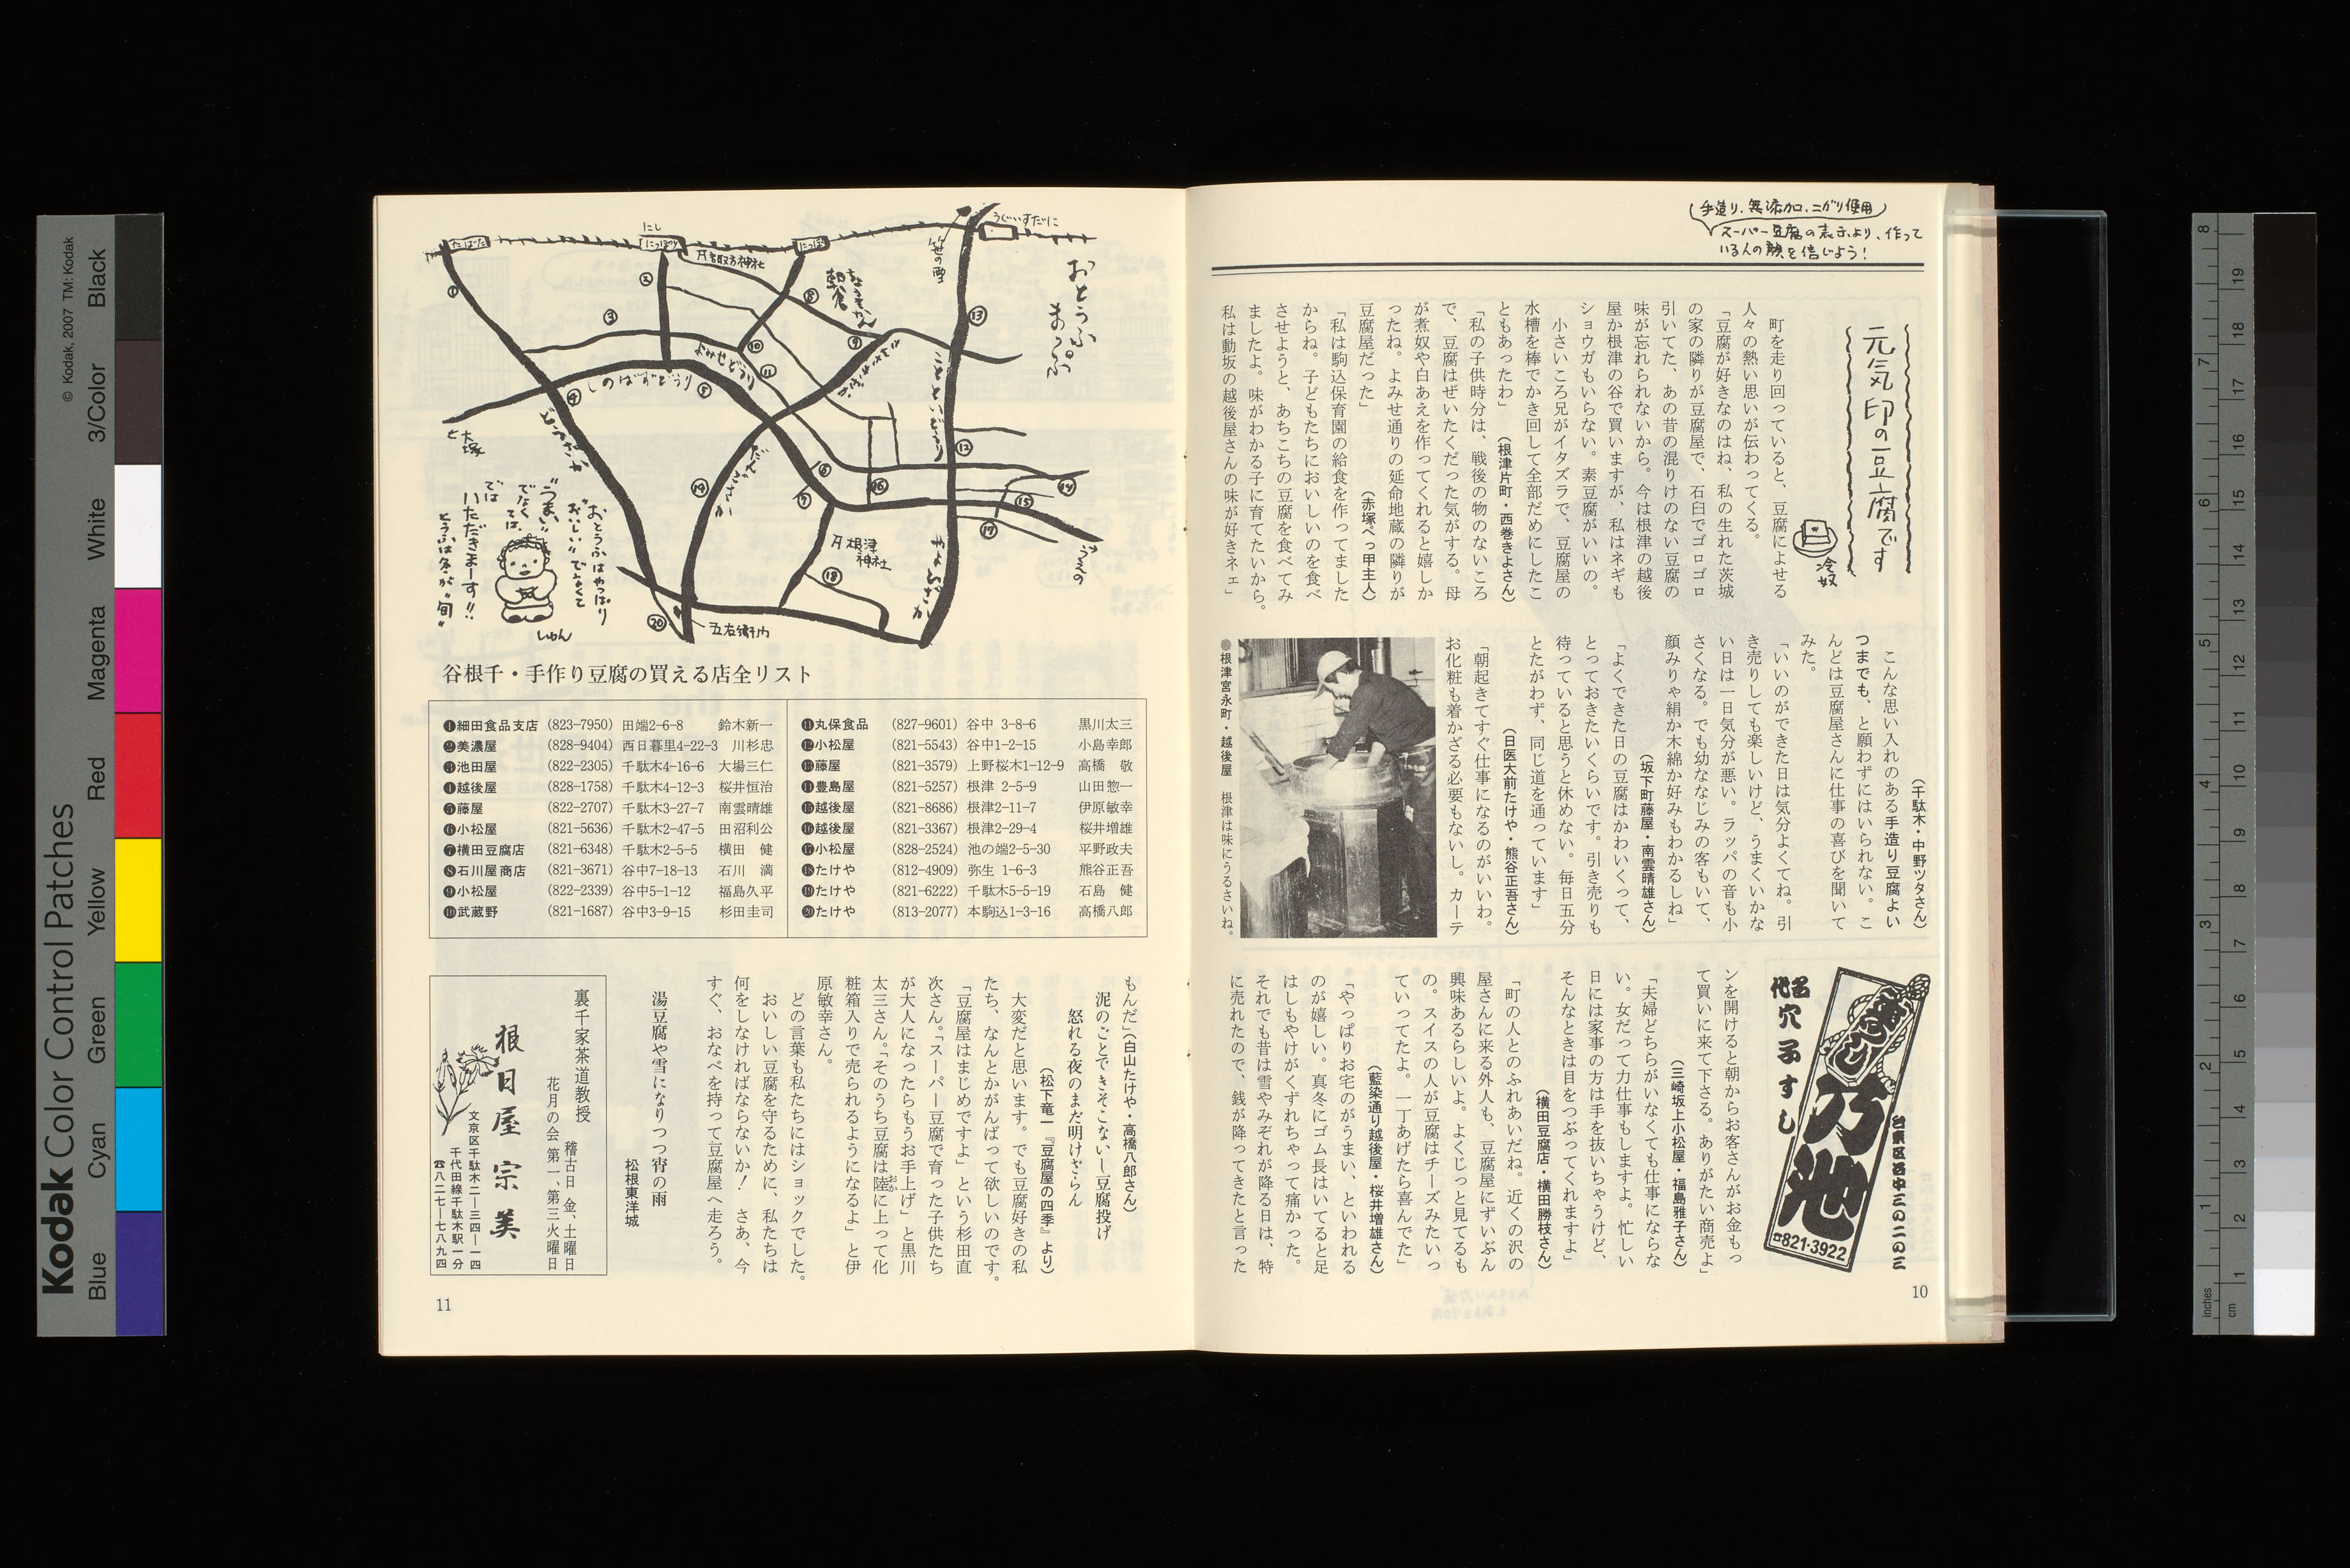 手造り、無添加、ニガリ使用
スーパー豆腐の表示より、作って
いる人の顔を信じよう!
元気印の豆腐です
冷奴
町を走り回っていると、豆腐によせる
人々の熱い思いが伝わってくる。
「豆腐が好きなのはね、私の生れた茨城
の家の隣りが豆腐屋で、石臼でゴロゴロ
引いてた、あの昔の混りけのない豆腐の
味が忘れられないから。今は根津の越後
屋か根津の谷で買いますが、私はネギも
ショウガもいらない。素豆腐がいいの。
小さいころ兄がイタズラで、豆腐屋の
水槽を棒でかき回して全部だめにしたこ
ともあったわ」
(根津片町・西巻きよさん)
「私の子供時分は、戦後の物のないころ
で、豆腐はぜいたくだった気がする。母
が煮奴や白あえを作ってくれると嬉しか
ったね。よみせ通りの延命地蔵の隣りが
豆腐屋だった」
(赤塚べっ甲主人)
「私は駒込保育園の給食を作ってました
からね。子どもたちにおいしいのを食べ
させようと、あちこちの豆腐を食べてみ
ましたよ。味がわかる子に育てたいから。
私は動坂の越後屋さんの味が好きネェ」
(千駄木・中野ツタさん)
こんな思い入れのある手造り豆腐よい
つまでも、と願わずにはいられない。こ
んどは豆腐屋さんに仕事の喜びを聞いて
みた。
「いいのができた日は気分よくてね。引
き売りしても楽しいけど、うまくいかな
い日は一日気分が悪い。ラッパの音も小
さくなる。でも幼ななじみの客もいて、
顔みりゃ絹か木綿か好みもわかるしね」
(坂下町藤屋・南雲晴雄さん)
「よくできた日の豆腐はかわいくって、
とっておきたいくらいです。引き売りも
待っていると思うと休めない。毎日五分
とたがわず、同じ道を通っています」
(日医大前たけや・熊谷正吾さん)
「朝起きてすぐ仕事になるのがいいわ。
お化粧も着かざる必要もないし。カーテ
●根津宮永町・越後屋 根津は味にうるさいね。
ンを開けると朝からお客さんがお金もっ
て買いに来て下さる。ありがたい商売よ」
(三崎坂上小松屋・福島雅子さん)
「夫婦どちらがいなくても仕事にならな
い。女だって力仕事もしますよ。忙しい
日には家事の方は手を抜いちゃうけど、
そんなときは目をつぶってくれますよ」
(横田豆腐店・横田勝枝さん)
「町の人とのふれあいだね。近くの沢の
屋さんに来る外人も、豆腐屋にずいぶん
興味あるらしいよ。よくじっと見てるも
の。スイスの人が豆腐はチーズみたいっ
ていってたよ。一丁あげたら喜んでた」
(藍染通り越後屋・桜井増雄さん)
「やっぱりお宅のがうまい、といわれる
のが嬉しい。真冬にゴム長はいてると足
はしもやけがくずれちゃって痛かった。
それでも昔は雪やみぞれが降る日は、特
に売れたので、銭が降ってきたと言った
名代 穴子すし
乃池
台東区谷中三の二の三
☎821・3922
10
おとうふ
まっぷ
たばた
にし
にっぽり
にっぽり
うぐいすだに
笹の雪
朝倉ちょうそかん
よみせどうり
しのばずどうり
ことといどうり
だんござか
どうざか
大塚
⛩根津神社
うえの
五右衛門
①
②
③
④
⑤
⑥
⑦
⑧
⑨
⑩
⑪
⑫
⑬
⑭
⑮
⑯
⑰
⑱
⑲
⑳
“おとうふはやっぱり
“おいしい”でなくて
“うまい”
でなくては。
では
いただきまーす!!
とうふは冬が“旬”
しゅん
谷根千・手作り豆腐の買える店全リスト
❶細田食品支店 (823-7950) 田端2-6-8 鈴木新一
❷美濃屋 (828-9404) 西日暮里4-22-3 川杉忠
❸池田屋 (822-2305) 千駄木4-16-6 大場三仁
❹越後屋 (828-1758) 千駄木4-12-3 桜井恒治
❺藤屋 (822-2707) 千駄木3-27-7 南雲晴雄
❻小松屋 (821-5636) 千駄木2-47-5 田沼利公
❼横田豆腐店 (821-6348) 千駄木2-5-5 横田 健
❽石川屋商店 (821-3671) 谷中7-18-13 石川 満
❾小松屋 (822-2339) 谷中5-1-12 福島久平
❿武蔵野 (821-1687) 谷中3-9-15 杉田圭司
⓫丸保食品 (827-9601) 谷中 3-8-6 黒川太三
⓬小松屋 (821-5543) 谷中1-2-15 小島幸郎
⓭藤屋 (821-3579) 上野桜木1-12-9 高橋 敬
⓮豊島屋 (821-5257) 根津 2-5-9 山田惣一
⓯越後屋 (821-8686) 根津2-11-7 伊原敏幸
⓰越後屋 (821-3367) 根津2-29-4 桜井増雄
⓱小松屋 (828-2524) 池の端2-5-30 平野政夫
⓲たけや (812-4909) 弥生 1-6-3 熊谷正吾
⓳たけや (821-6222) 千駄木5-5-19 石島 健
⓴たけや (813-2077) 本駒込1-3-16 高橋八郎
もんだ」(白山たけや・高橋八郎さん)
泥のごとできそこないし豆腐投げ
怒れる夜のまだ明けざらん
(松下竜一『豆腐屋の四季』より)
大変だと思います。でも豆腐好きの私
たち、なんとかがんばって欲しいのです。
「豆腐屋はまじめですよ」という杉田直
次さん。「スーパー豆腐で育った子供たち
が大人になったらもうお手上げ」と黒川
太三さん。「そのうち豆腐は陸(おか)に上って化
粧箱入りで売られるようになるよ」と伊
原敏幸さん。
どの言葉も私たちにはショックでした。
おいしい豆腐を守るために、私たちは
何をしなければならないか! さあ、今
すぐ、おなべを持って豆腐屋へ走ろう。
湯豆腐や雪になりつつ宵の雨
松根東洋城
裏千家茶道教授
稽古日 金、土曜日
花月の会 第一、第三火曜日
根日屋宗美
文京区千駄木二―三四―一四
千代田線千駄木駅一分
☎八二七―七八九四
11
Kodak Color Control Patches
© Kodak, 2007 TM: Kodak
Blue Cyan Green Yellow Red Magenta White 3/Color Black
inches 1 2 3 4 5 6 7 8
cm 1 2 3 4 5 6 7 8 9 10 11 12 13 14 15 16 17 18 19